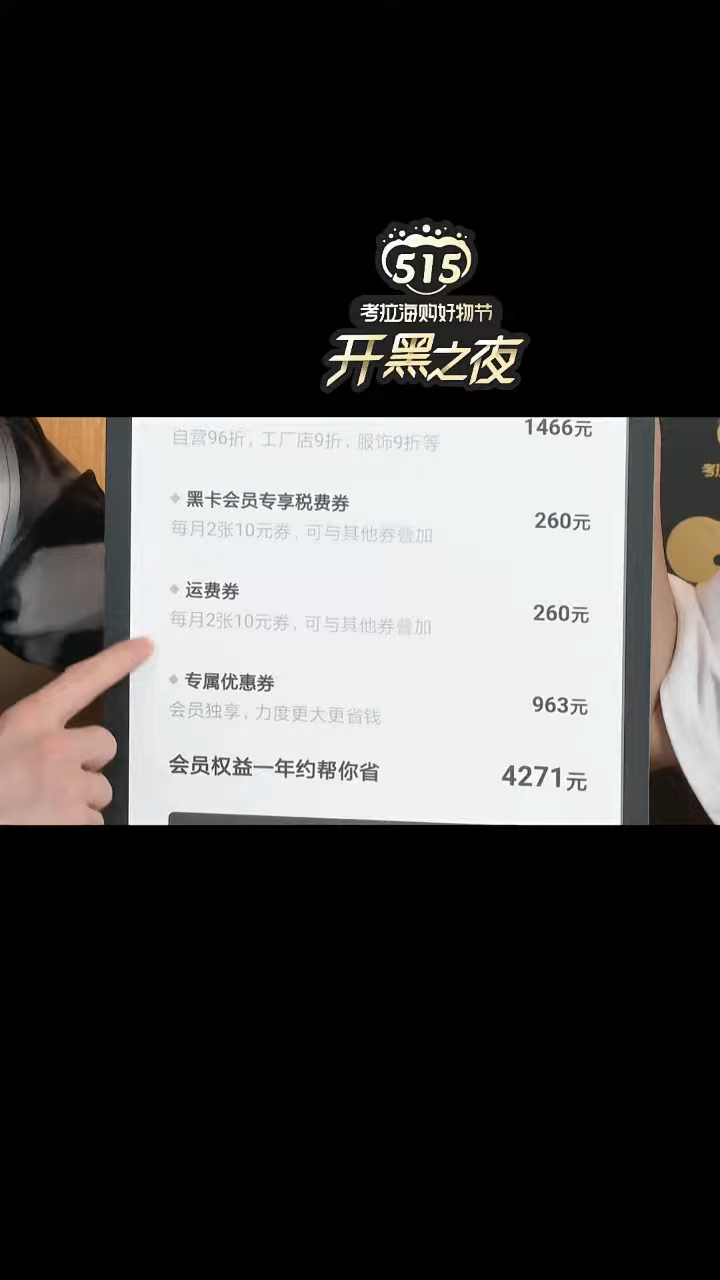 515
考拉海购好物节
开黑之夜
自营96折，工厂店9折、服饰9折等
1466元
黑卡会员专享税费券
每月2张10元券，可与其他券叠加
260元
运费券
每月2张10元券，可与其他券叠加
260元
专属优惠券
会员独享，力度更大更省钱
963元
会员权益一年约帮你省
4271元
考